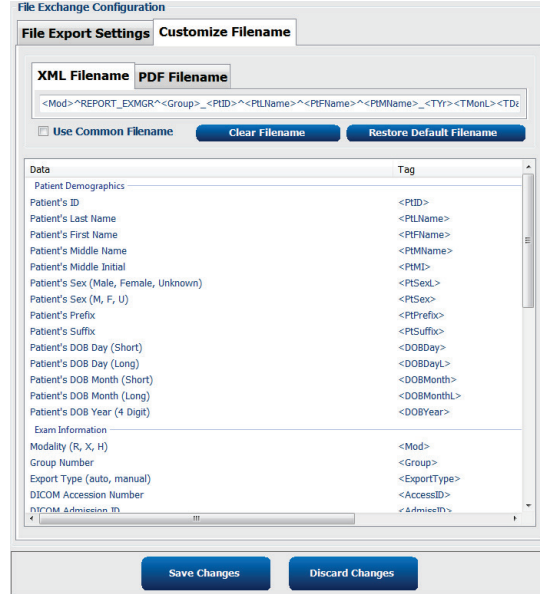 File Exchange Configuration
File Export Settings Customize Filename
XML Filename PDF Filename
<Mod>^REPORT_EXMGR^<Group>_<PtID>^<PtLName>^<PtFName>^<PtMName>_<TYr><TMonL><TDa
Use Common Filename Clear Filename Restore Default Filename
Data Tag
Patient Demographics
Patient's ID <PtID>
Patient's Last Name <PtLName>
Patient's First Name <PtFName>
Patient's Middle Name <PtMName>
Patient's Middle Initial <PtMI>
Patient's Sex (Male, Female, Unknown) <PtSexL>
Patient's Sex (M, F, U) <PtSex>
Patient's Prefix <PtPrefix>
Patient's Suffix <PtSuffix>
Patient's DOB Day (Short) <DOBDay>
Patient's DOB Day (Long) <DOBDayL>
Patient's DOB Month (Short) <DOBMonth>
Patient's DOB Month (Long) <DOBMonthL>
Patient's DOB Year (4 Digit) <DOBYear>
Exam Information
Modality (R, X, H) <Mod>
Group Number <Group>
Export Type (auto, manual) <ExportType>
DICOM Accession Number <AccessID>
DICOM Admission ID <AdmissID>
Save Changes Discard Changes